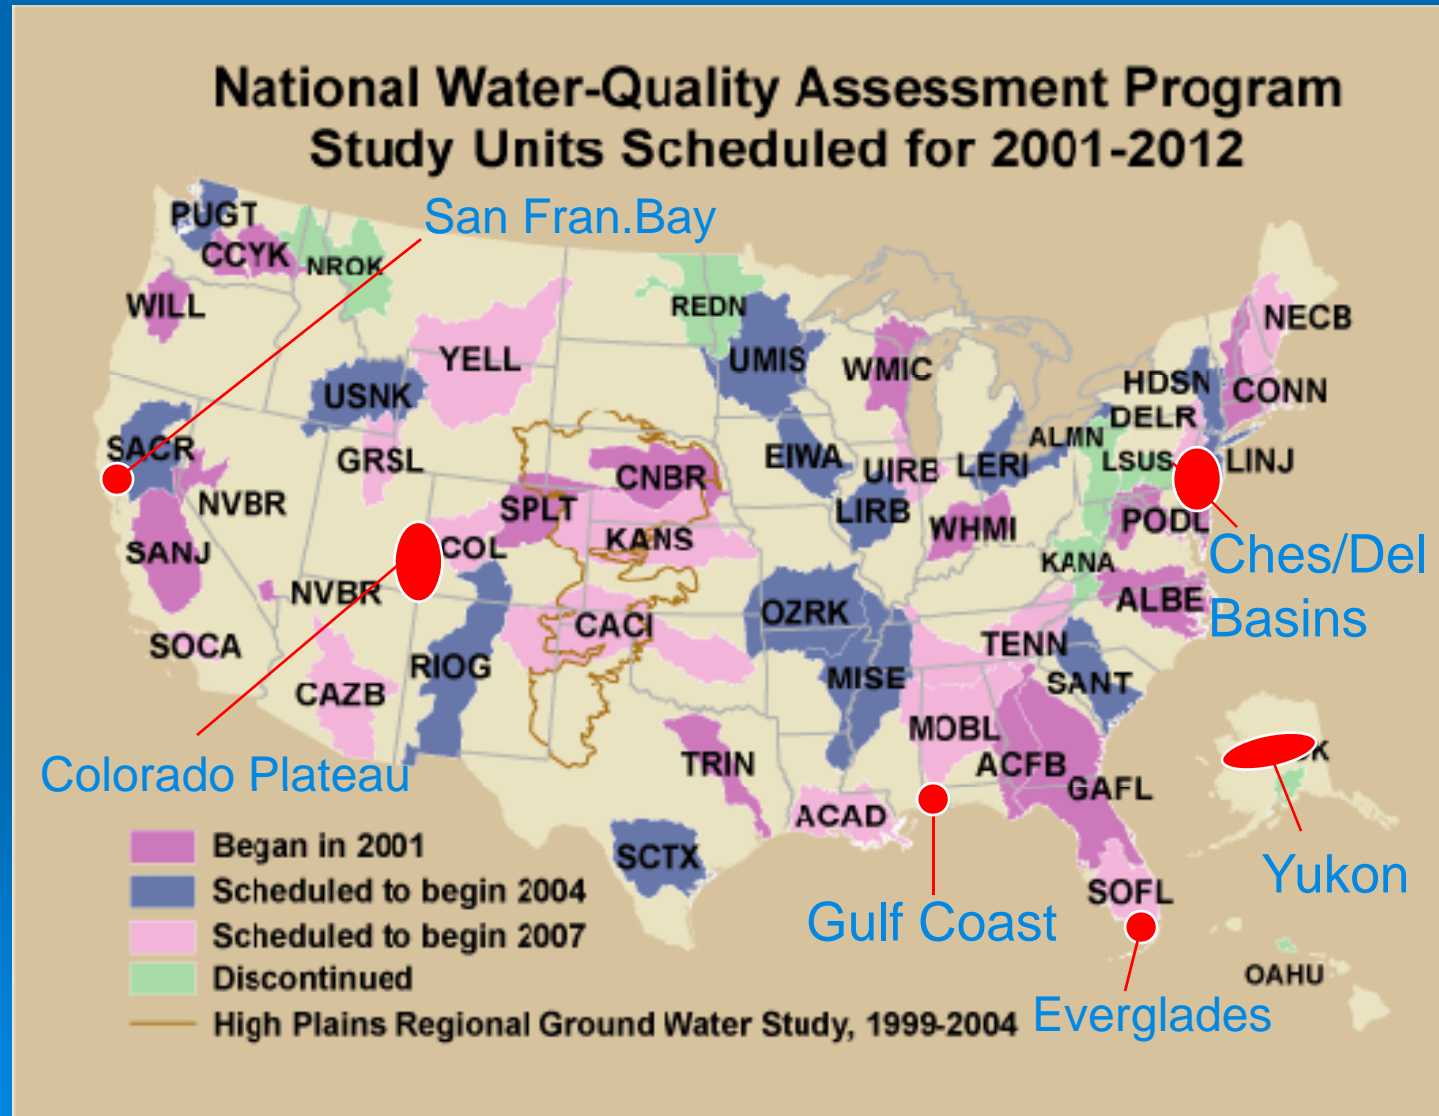 National Water-Quality Assessment Program
Study Units Scheduled for 2001-2012
San Fran.Bay
PUGT
CCYK
NROK
WILL
REDN
NECB
YELL
UMIS
WMIC
USNK
HDSN
CONN
DELR
ALMN
SACR
GRSL
EIWA
UIRB
LERI
LSUS
LINJ
CNBR
NVBR
SPLT
LIRB
WHMI
PODL
SANJ
COL
KANS
KANA
Ches/Del
Basins
NVBR
ALBE
OZRK
CACI
SOCA
TENN
RIOG
MISE
SANT
CAZB
MOBL
TRIN
ACFB
GAFL
K
Colorado Plateau
ACAD
SCTX
Yukon
SOFL
Gulf Coast
OAHU
Everglades
Began in 2001
Scheduled to begin 2004
Scheduled to begin 2007
Discontinued
High Plains Regional Ground Water Study, 1999-2004